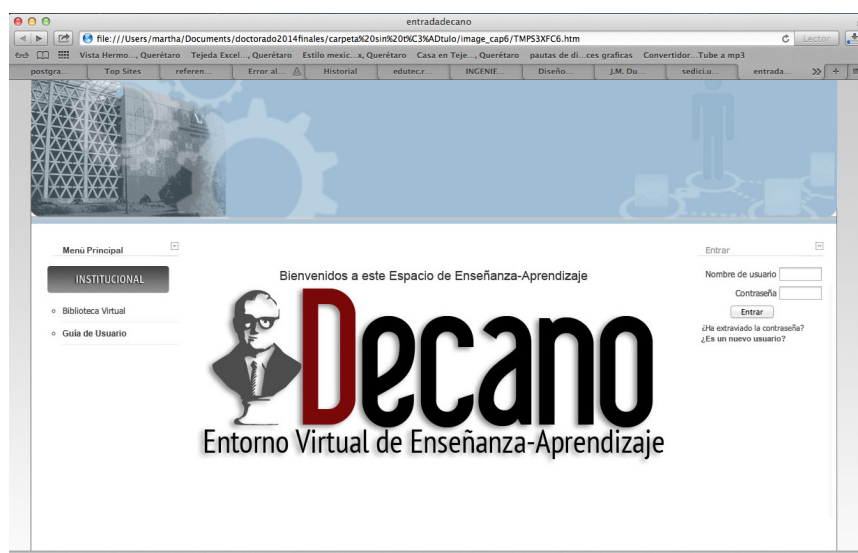 entradadecano
file:///Users/martha/Documents/doctorado2014finales/carpeta%20sin%20t%C3%ADtulo/image_cap6/TMPS3XFC6.htm
Lector
Vista Hermo..., Querétaro Tejeda Excel..., Querétaro Estilo mexic...x, Querétaro Casa en Teje..., Querétaro pautas de di...ces graficas Convertidor...Tube a mp3
postgra... Top Sites referen... Error al... Historial edutec.r... INGENIE... Diseño... J.M. Du... sedici.u... entrada...
Menú Principal
INSTITUCIONAL
Biblioteca Virtual
Guía de Usuario
Bienvenidos a este Espacio de Enseñanza-Aprendizaje
Decano
Entorno Virtual de Enseñanza-Aprendizaje
Entrar
Nombre de usuario
Contraseña
Entrar
¿Ha extraviado la contraseña?
¿Es un nuevo usuario?